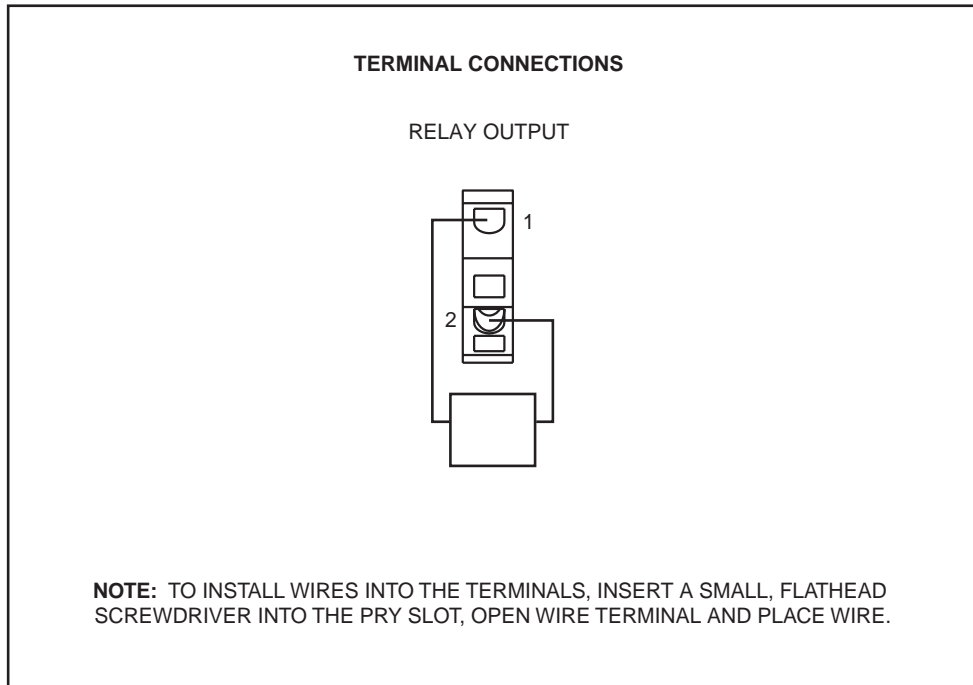 TERMINAL CONNECTIONS
RELAY OUTPUT
1
2
NOTE: TO INSTALL WIRES INTO THE TERMINALS, INSERT A SMALL, FLATHEAD
SCREWDRIVER INTO THE PRY SLOT, OPEN WIRE TERMINAL AND PLACE WIRE.